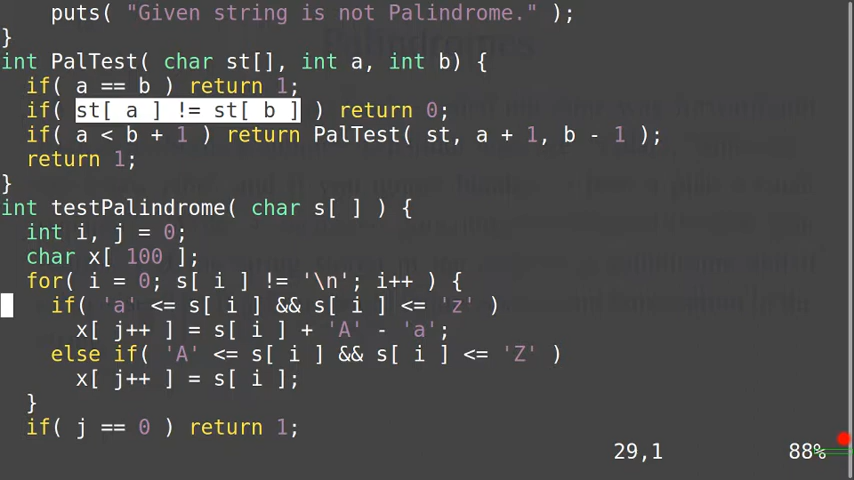 puts( "Given string is not Palindrome." );
}
int PalTest( char st[], int a, int b) {
if( a == b ) return 1;
if( st[ a ] != st[ b ] ) return 0;
if( a < b + 1 ) return PalTest( st, a + 1, b - 1 );
return 1;
}
int testPalindrome( char s[ ] ) {
int i, j = 0;
char x[ 100 ];
for( i = 0; s[ i ] != '\n'; i++ ) {
if( 'a' <= s[ i ] && s[ i ] <= 'z' )
x[ j++ ] = s[ i ] + 'A' - 'a';
else if( 'A' <= s[ i ] && s[ i ] <= 'Z' )
x[ j++ ] = s[ i ];
}
if( j == 0 ) return 1;
29,1 88%
Palindromes